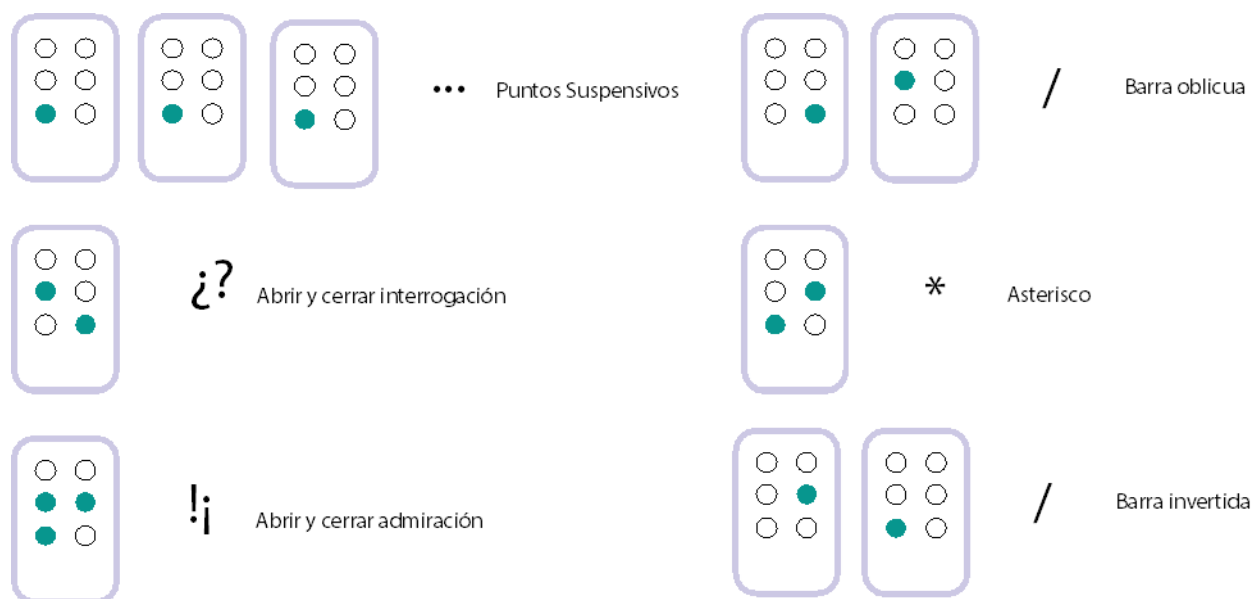 ... Puntos Suspensivos
/ Barra oblicua
¿? Abrir y cerrar interrogación
* Asterisco
!¡ Abrir y cerrar admiración
/ Barra invertida